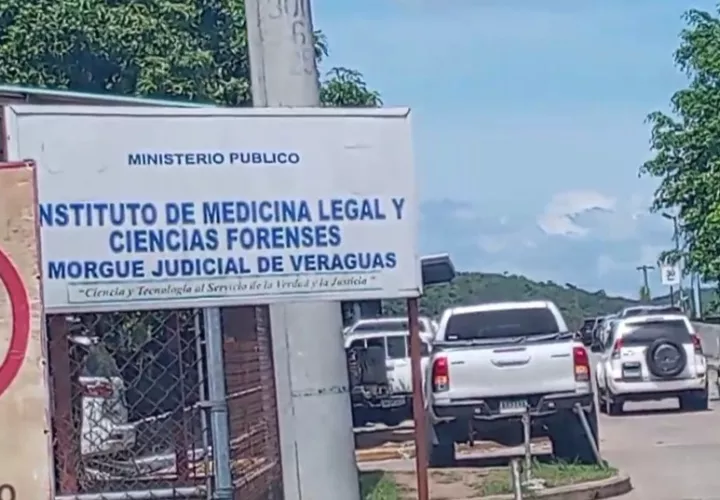 MINISTERIO PUBLICO
NSTITUTO DE MEDICINA LEGAL Y
CIENCIAS FORENSES
MORGUE JUDICIAL DE VERAGUAS
"Ciencia y Tecnología al Servicio de la Verdad y la Justicia"